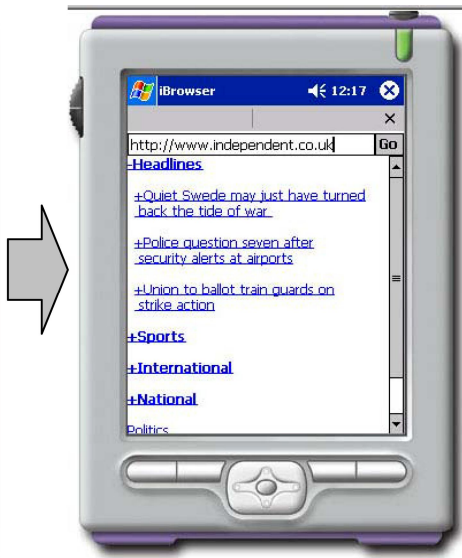 iBrowser 12:17
http://www.independent.co.uk Go
-Headlines
+Quiet Swede may just have turned
back the tide of war
+Police question seven after
security alerts at airports
+Union to ballot train guards on
strike action
+Sports
+International
+National
Politics